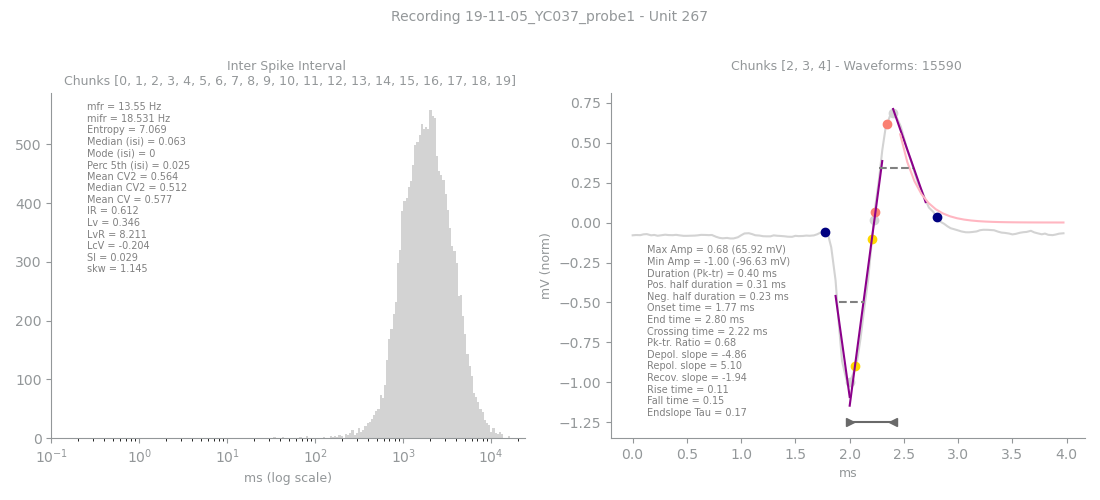 Recording 19-11-05_YC037_probe1 - Unit 267
Inter Spike Interval
Chunks [0, 1, 2, 3, 4, 5, 6, 7, 8, 9, 10, 11, 12, 13, 14, 15, 16, 17, 18, 19]
mfr = 13.55 Hz
mifr = 18.531 Hz
Entropy = 7.069
Median (isi) = 0.063
Mode (isi) = 0
Perc 5th (isi) = 0.025
Mean CV2 = 0.564
Median CV2 = 0.512
Mean CV = 0.577
IR = 0.612
Lv = 0.346
LvR = 8.211
LcV = -0.204
SI = 0.029
skw = 1.145
500
400
300
200
100
0
10⁻¹ 10⁰ 10¹ 10² 10³ 10⁴
ms (log scale)
Chunks [2, 3, 4] - Waveforms: 15590
mV (norm)
0.75
0.50
0.25
0.00
−0.25
−0.50
−0.75
−1.00
−1.25
Max Amp = 0.68 (65.92 mV)
Min Amp = -1.00 (-96.63 mV)
Duration (Pk-tr) = 0.40 ms
Pos. half duration = 0.31 ms
Neg. half duration = 0.23 ms
Onset time = 1.77 ms
End time = 2.80 ms
Crossing time = 2.22 ms
Pk-tr. Ratio = 0.68
Depol. slope = -4.86
Repol. slope = 5.10
Recov. slope = -1.94
Rise time = 0.11
Fall time = 0.15
Endslope Tau = 0.17
0.0 0.5 1.0 1.5 2.0 2.5 3.0 3.5 4.0
ms